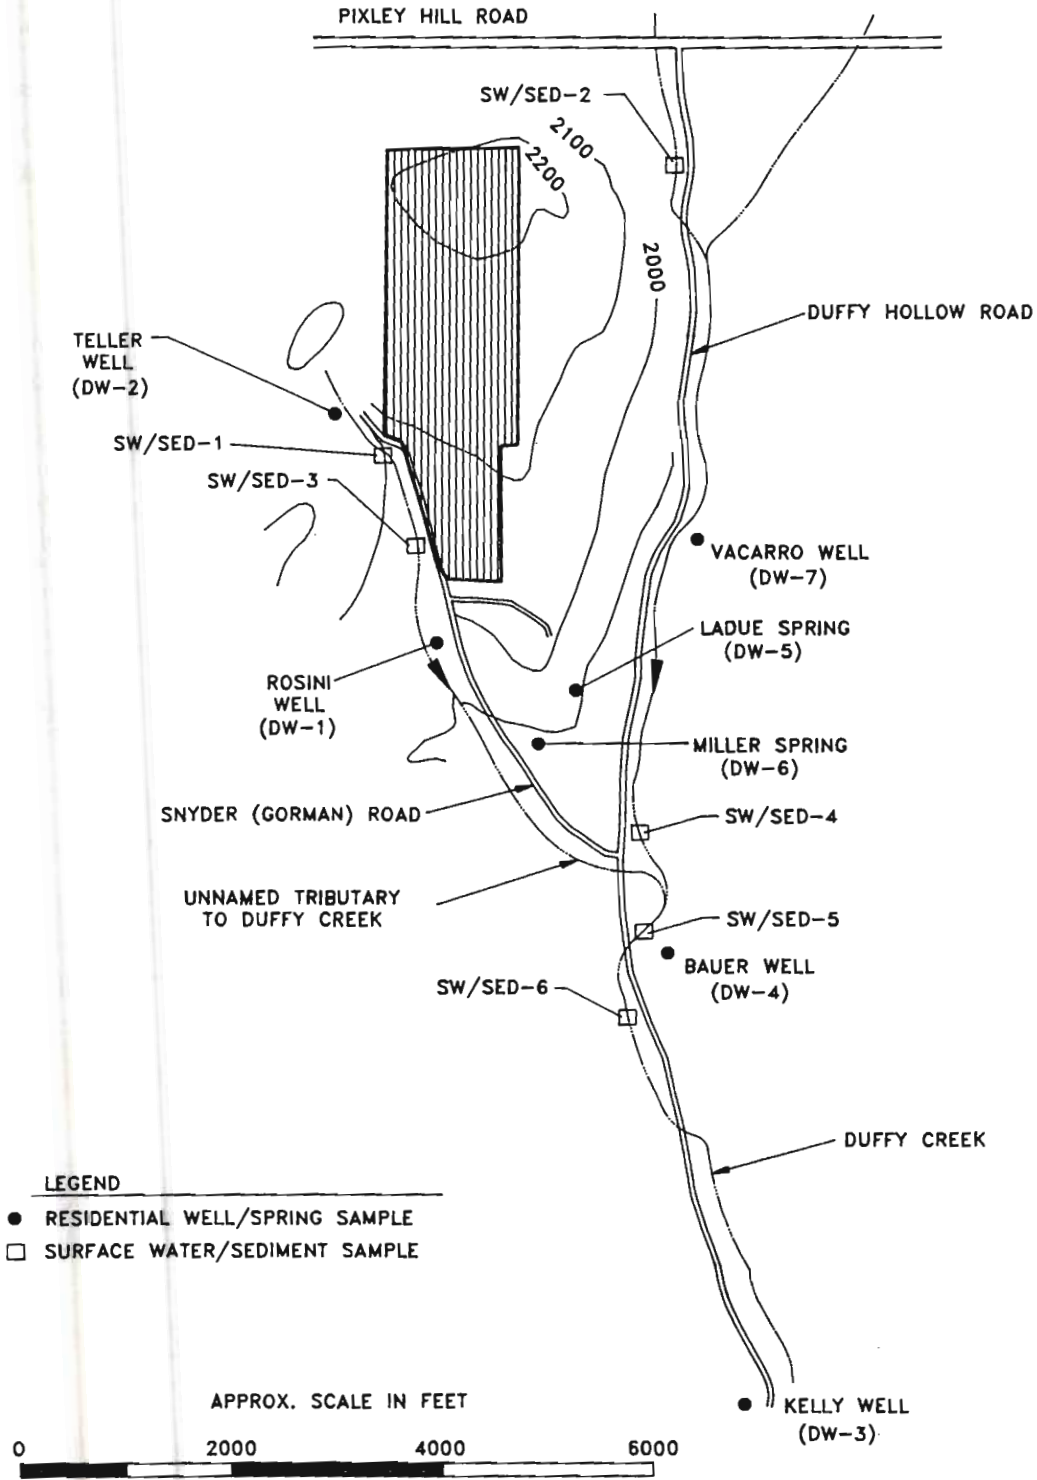 PIXLEY HILL ROAD
SW/SED-2
2100
2200
2000
DUFFY HOLLOW ROAD
TELLER
WELL
(DW-2)
SW/SED-1
SW/SED-3
VACARRO WELL
(DW-7)
LADUE SPRING
(DW-5)
ROSINI
WELL
(DW-1)
MILLER SPRING
(DW-6)
SNYDER (GORMAN) ROAD
SW/SED-4
UNNAMED TRIBUTARY
TO DUFFY CREEK
SW/SED-5
BAUER WELL
(DW-4)
SW/SED-6
DUFFY CREEK
LEGEND
RESIDENTIAL WELL/SPRING SAMPLE
SURFACE WATER/SEDIMENT SAMPLE
APPROX. SCALE IN FEET
0 2000 4000 6000
KELLY WELL
(DW-3)